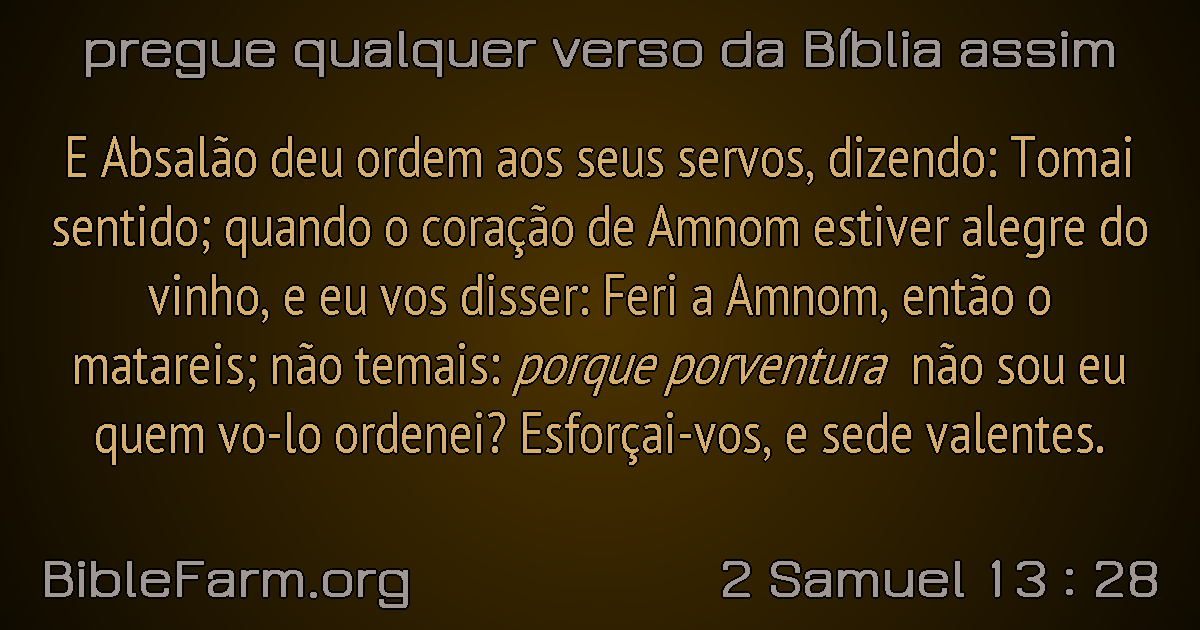 pregue qualquer verso da Bíblia assim
E Absalão deu ordem aos seus servos, dizendo: Tomai
sentido; quando o coração de Amnom estiver alegre do
vinho, e eu vos disser: Feri a Amnom, então o
matareis; não temais: porque porventura não sou eu
quem vo-lo ordenei? Esforçai-vos, e sede valentes.
BibleFarm.org
2 Samuel 13 : 28